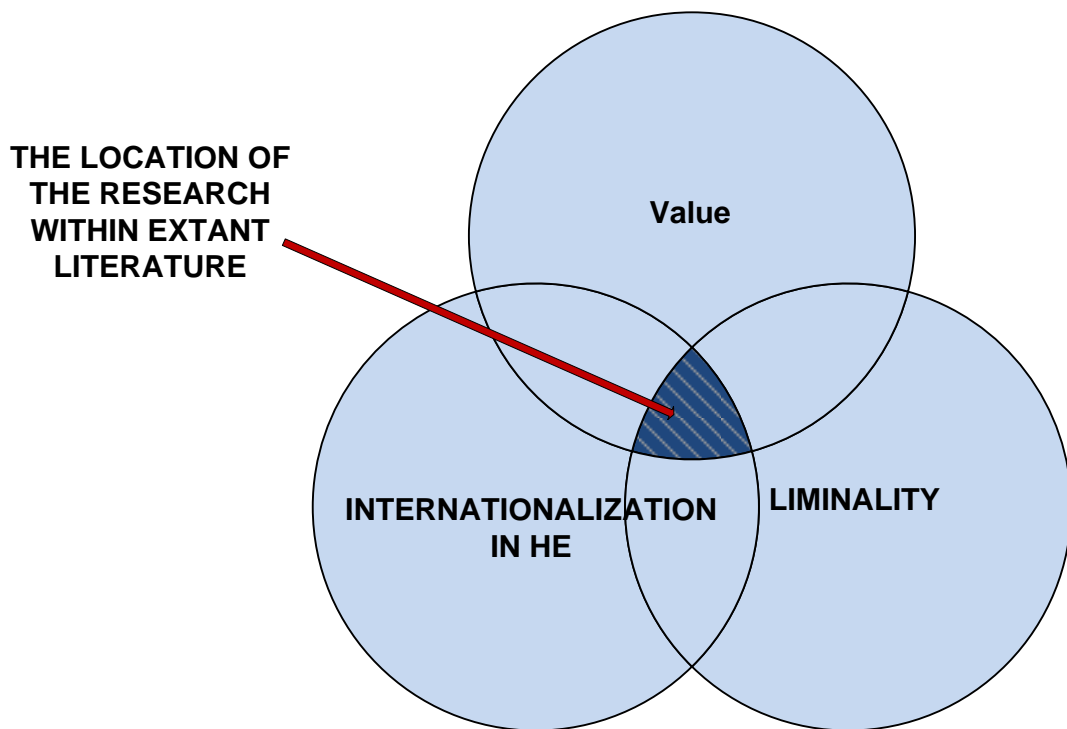 THE LOCATION OF
THE RESEARCH
WITHIN EXTANT
LITERATURE
Value
INTERNATIONALIZATION
IN HE
LIMINALITY